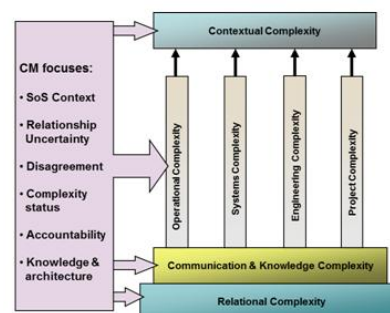 Contextual Complexity
CM focuses:
• SoS Context
• Relationship
Uncertainty
• Disagreement
• Complexity
status
• Accountability
• Knowledge &
architecture
Operational Complexity
Systems Complexity
Engineering Complexity
Project Complexity
Communication & Knowledge Complexity
Relational Complexity